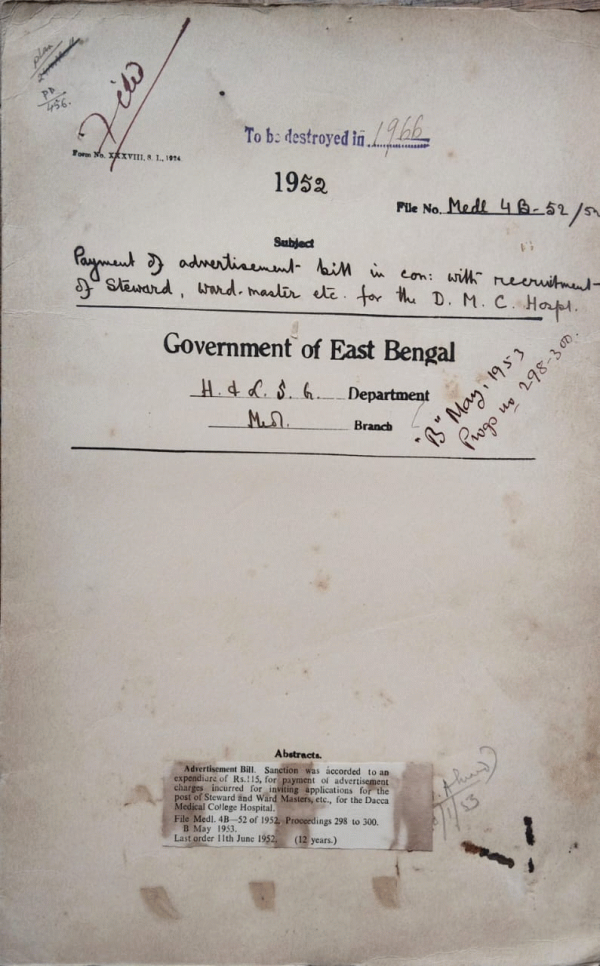 PA
456.
Filed
To be destroyed in 1966
Form No. XXXVIII, S. I., 1974
1952
File No. Medl 4B-52/52
Subject
Payment of advertisement bill in con: with recruitment
of Steward, ward-master etc. for the D. M. C. Hospl.
Government of East Bengal
H. & L. S. G. Department
Medl. Branch
"B" May, 1953
Progs no 298-300.
Abstracts.
Advertisement Bill. Sanction was accorded to an
expenditure of Rs.115, for payment of advertisement
charges incurred for inviting applications for the
post of Steward and Ward Masters, etc., for the Dacca
Medical College Hospital.
File Medl. 4B—52 of 1952. Proceedings 298 to 300.
B May 1953.
Last order 11th June 1952. (12 years.)